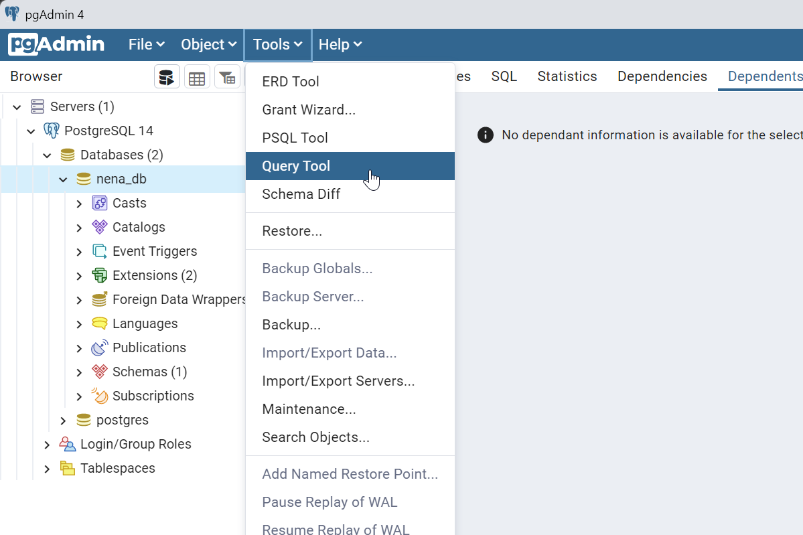 pgAdmin 4
pgAdmin File Object Tools Help
Browser
es SQL Statistics Dependencies Dependents
Servers (1)
PostgreSQL 14
Databases (2)
nena_db
Casts
Catalogs
Event Triggers
Extensions (2)
Foreign Data Wrappers
Languages
Publications
Schemas (1)
Subscriptions
postgres
Login/Group Roles
Tablespaces
ERD Tool
Grant Wizard...
PSQL Tool
Query Tool
Schema Diff
Restore...
Backup Globals...
Backup Server...
Backup...
Import/Export Data...
Import/Export Servers...
Maintenance...
Search Objects...
Add Named Restore Point...
Pause Replay of WAL
Resume Replay of WAL
No dependant information is available for the select